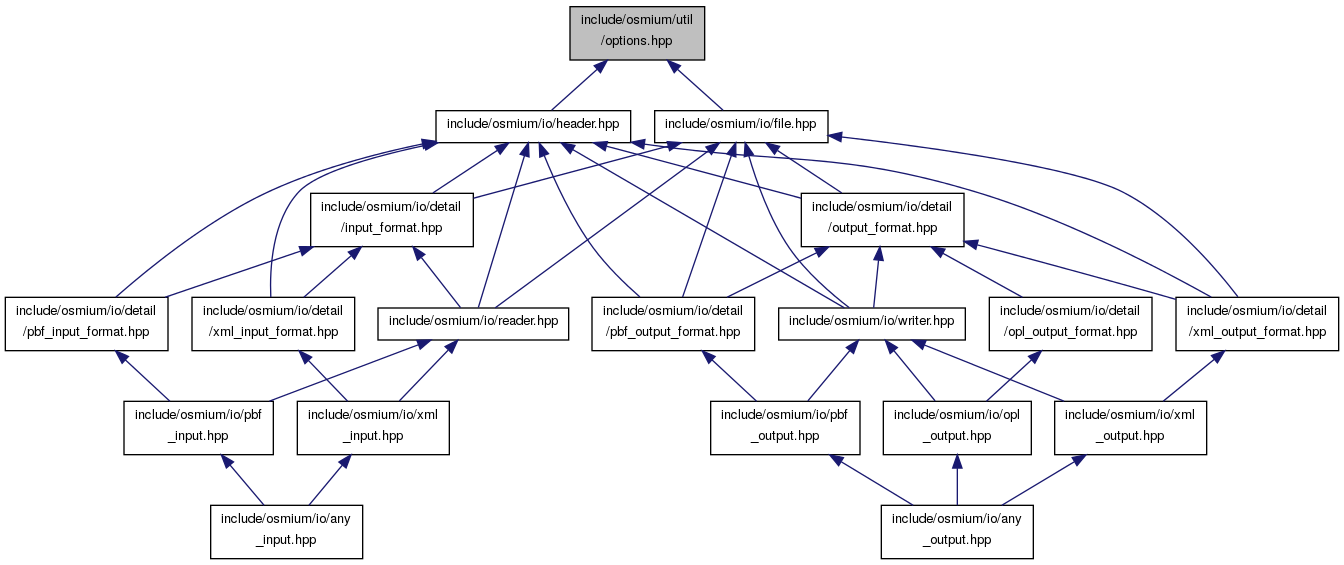 include/osmium/util
/options.hpp
include/osmium/io/header.hpp
include/osmium/io/file.hpp
include/osmium/io/detail
/input_format.hpp
include/osmium/io/detail
/output_format.hpp
include/osmium/io/detail
/pbf_input_format.hpp
include/osmium/io/detail
/xml_input_format.hpp
include/osmium/io/reader.hpp
include/osmium/io/detail
/pbf_output_format.hpp
include/osmium/io/writer.hpp
include/osmium/io/detail
/opl_output_format.hpp
include/osmium/io/detail
/xml_output_format.hpp
include/osmium/io/pbf
_input.hpp
include/osmium/io/xml
_input.hpp
include/osmium/io/pbf
_output.hpp
include/osmium/io/opl
_output.hpp
include/osmium/io/xml
_output.hpp
include/osmium/io/any
_input.hpp
include/osmium/io/any
_output.hpp